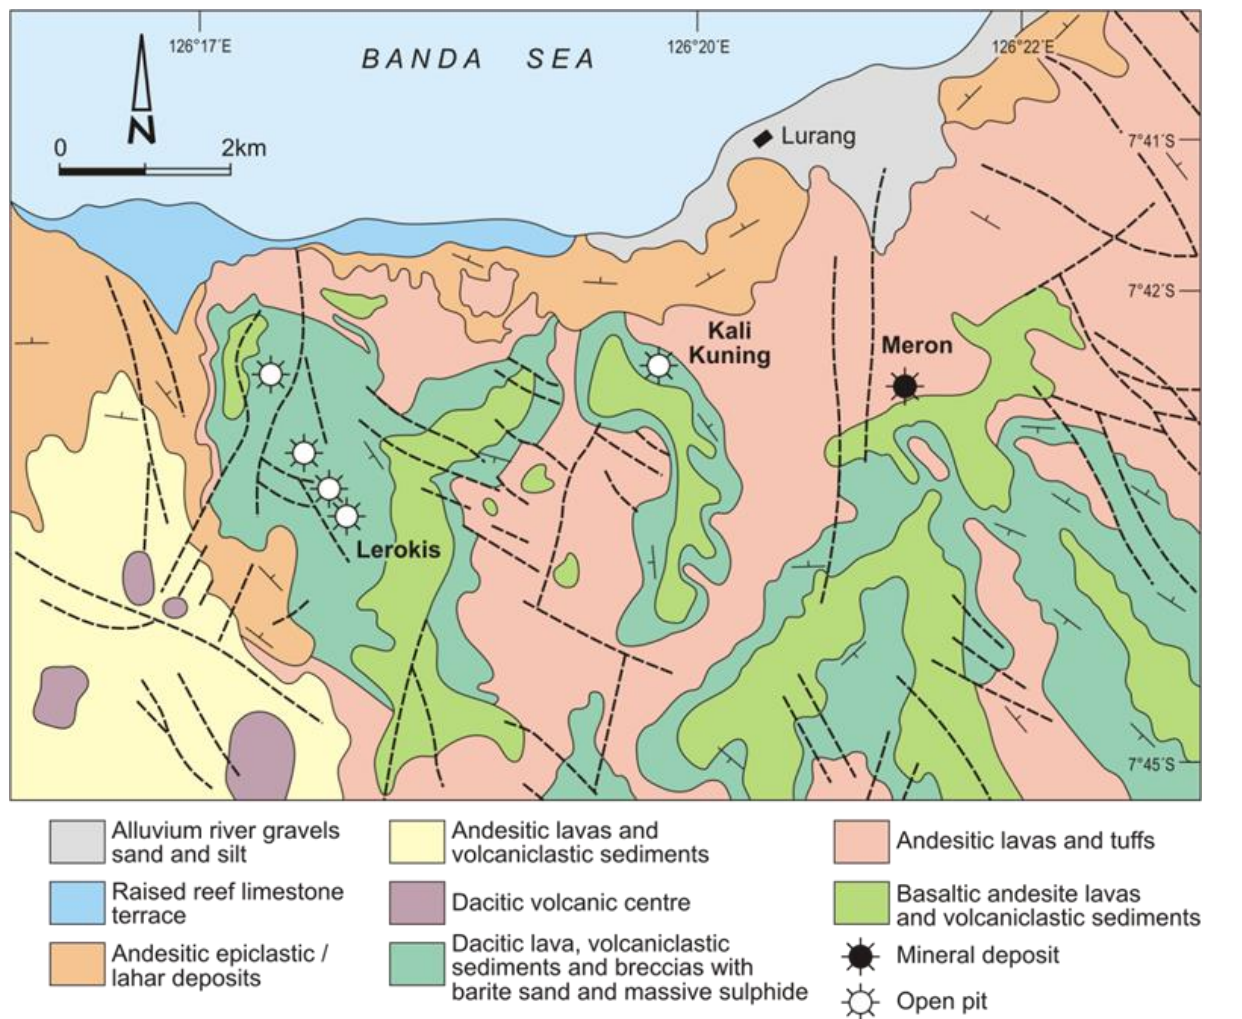 126°17´E
BANDA SEA
126°20´E
126°22´E
N
0 2km
Lurang
7°41´S
7°42´S
Kali
Kuning
Meron
Lerokis
7°45´S
Alluvium river gravels
sand and silt
Raised reef limestone
terrace
Andesitic epiclastic /
lahar deposits
Andesitic lavas and
volcaniclastic sediments
Dacitic volcanic centre
Dacitic lava, volcaniclastic
sediments and breccias with
barite sand and massive sulphide
Andesitic lavas and tuffs
Basaltic andesite lavas
and volcaniclastic sediments
Mineral deposit
Open pit